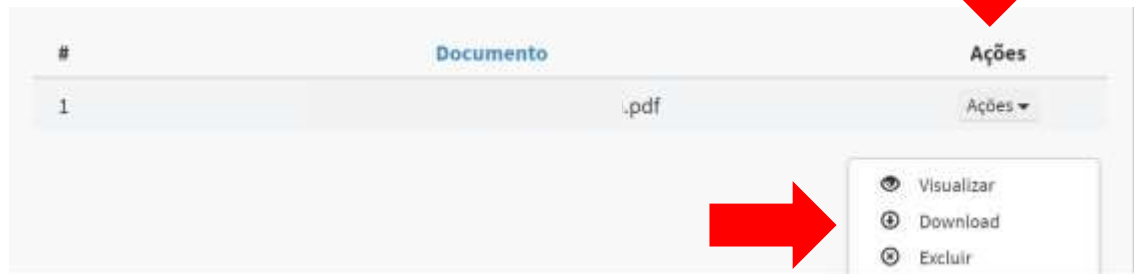 # Documento Ações
1 .pdf Ações
Visualizar
Download
Excluir